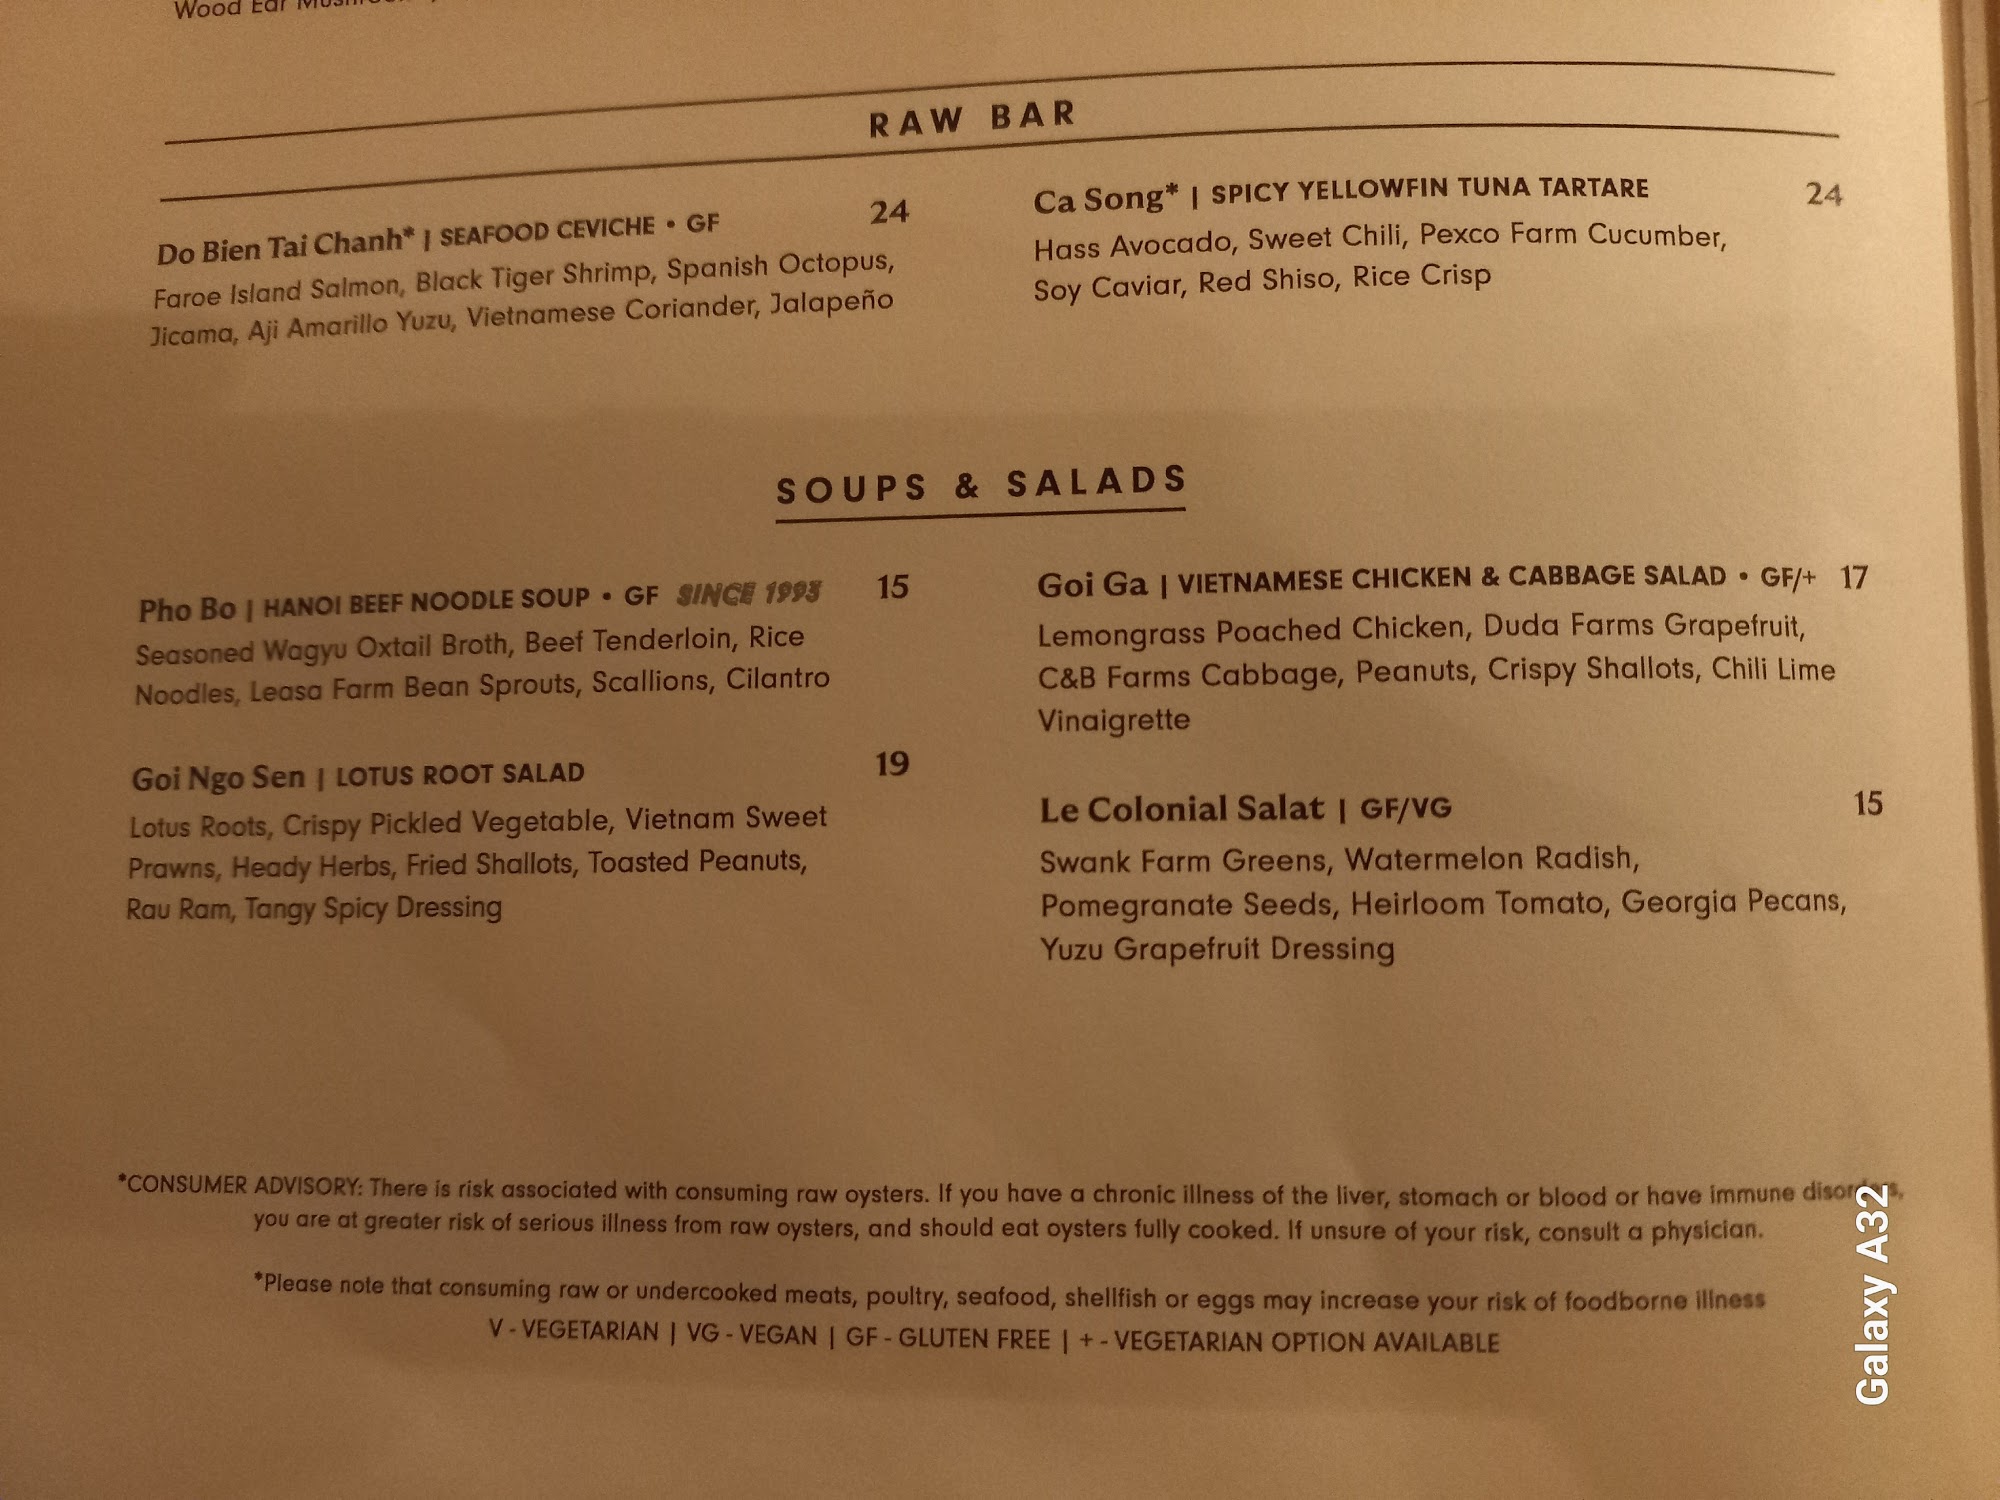 Wood Ear
RAW BAR
Do Bien Tai Chanh* | SEAFOOD CEVICHE • GF 24
Faroe Island Salmon, Black Tiger Shrimp, Spanish Octopus,
Jicama, Aji Amarillo Yuzu, Vietnamese Coriander, Jalapeño
Ca Song* | SPICY YELLOWFIN TUNA TARTARE 24
Hass Avocado, Sweet Chili, Pexco Farm Cucumber,
Soy Caviar, Red Shiso, Rice Crisp
SOUPS & SALADS
Pho Bo | HANOI BEEF NOODLE SOUP • GF SINCE 1993 15
Seasoned Wagyu Oxtail Broth, Beef Tenderloin, Rice
Noodles, Leasa Farm Bean Sprouts, Scallions, Cilantro
Goi Ngo Sen | LOTUS ROOT SALAD 19
Lotus Roots, Crispy Pickled Vegetable, Vietnam Sweet
Prawns, Heady Herbs, Fried Shallots, Toasted Peanuts,
Rau Ram, Tangy Spicy Dressing
Goi Ga | VIETNAMESE CHICKEN & CABBAGE SALAD • GF/+ 17
Lemongrass Poached Chicken, Duda Farms Grapefruit,
C&B Farms Cabbage, Peanuts, Crispy Shallots, Chili Lime
Vinaigrette
Le Colonial Salat | GF/VG 15
Swank Farm Greens, Watermelon Radish,
Pomegranate Seeds, Heirloom Tomato, Georgia Pecans,
Yuzu Grapefruit Dressing
*CONSUMER ADVISORY: There is risk associated with consuming raw oysters. If you have a chronic illness of the liver, stomach or blood or have immune disorders,
you are at greater risk of serious illness from raw oysters, and should eat oysters fully cooked. If unsure of your risk, consult a physician.
*Please note that consuming raw or undercooked meats, poultry, seafood, shellfish or eggs may increase your risk of foodborne illness
V - VEGETARIAN | VG - VEGAN | GF - GLUTEN FREE | + - VEGETARIAN OPTION AVAILABLE
Galaxy A32